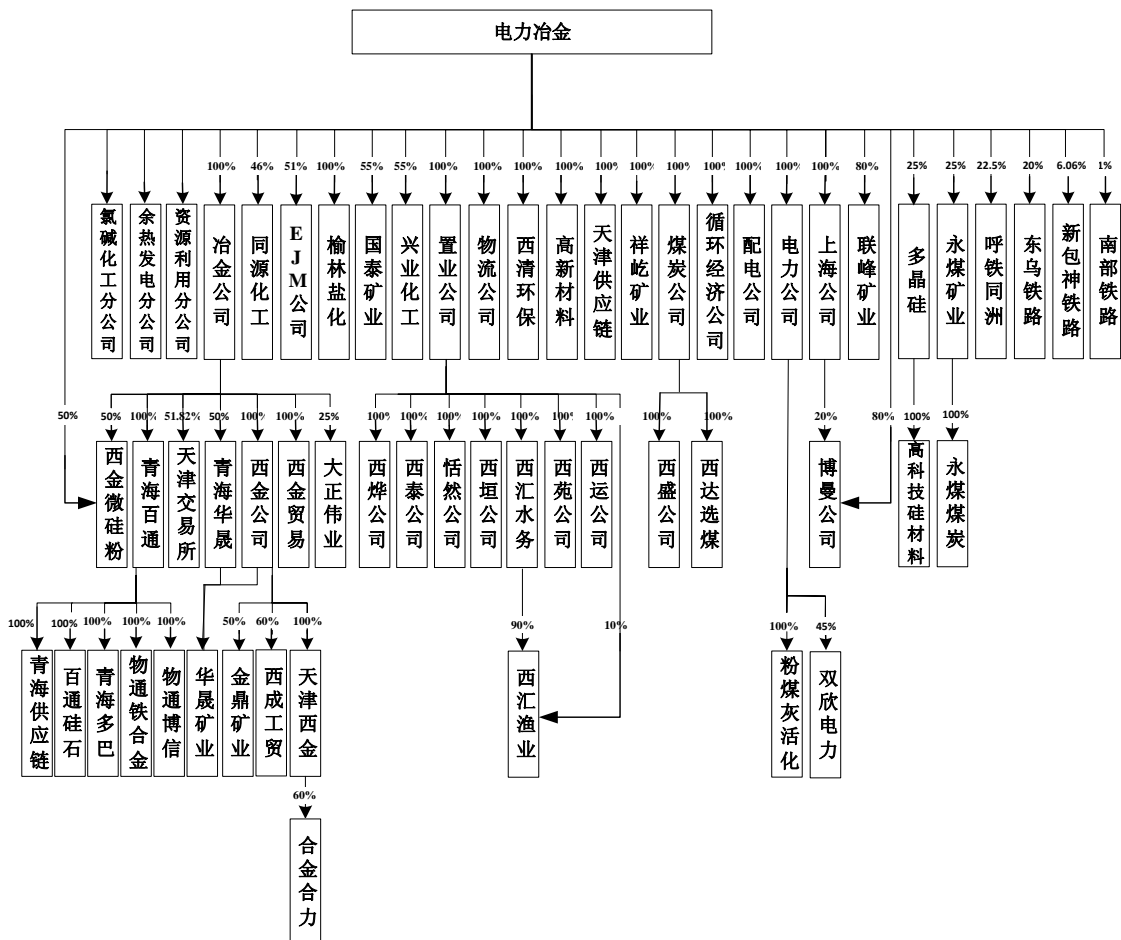 电力冶金
100%
46%
51%
100%
55%
55%
100%
100%
100%
100%
100%
100%
100%
100%
100%
100%
100%
80%
25%
25%
22.5%
20%
6.06%
1%
氯碱化工分公司
余热发电分公司
资源利用分公司
冶金公司
同源化工
EJM公司
榆林盐化
国泰矿业
兴业化工
置业公司
物流公司
西清环保
高新材料
天津供应链
祥屹矿业
煤炭公司
循环经济公司
配电公司
电力公司
上海公司
联峰矿业
多晶硅
永煤矿业
呼铁同洲
东乌铁路
新包神铁路
南部铁路
50%
50%
100%
51.82%
50%
100%
100%
25%
100%
100%
100%
100%
100%
100%
100%
100%
100%
20%
80%
100%
100%
西金微硅粉
青海百通
天津交易所
青海华晟
西金公司
西金贸易
大正伟业
西烨公司
西泰公司
恬然公司
西垣公司
西汇水务
西苑公司
西运公司
西盛公司
西达选煤
博曼公司
高科技硅材料
永煤煤炭
100%
100%
100%
100%
100%
50%
60%
100%
90%
10%
100%
45%
青海供应链
百通硅石
青海多巴
物通铁合金
物通博信
华晟矿业
金鼎矿业
西成工贸
天津西金
西汇渔业
粉煤灰活化
双欣电力
60%
合金合力